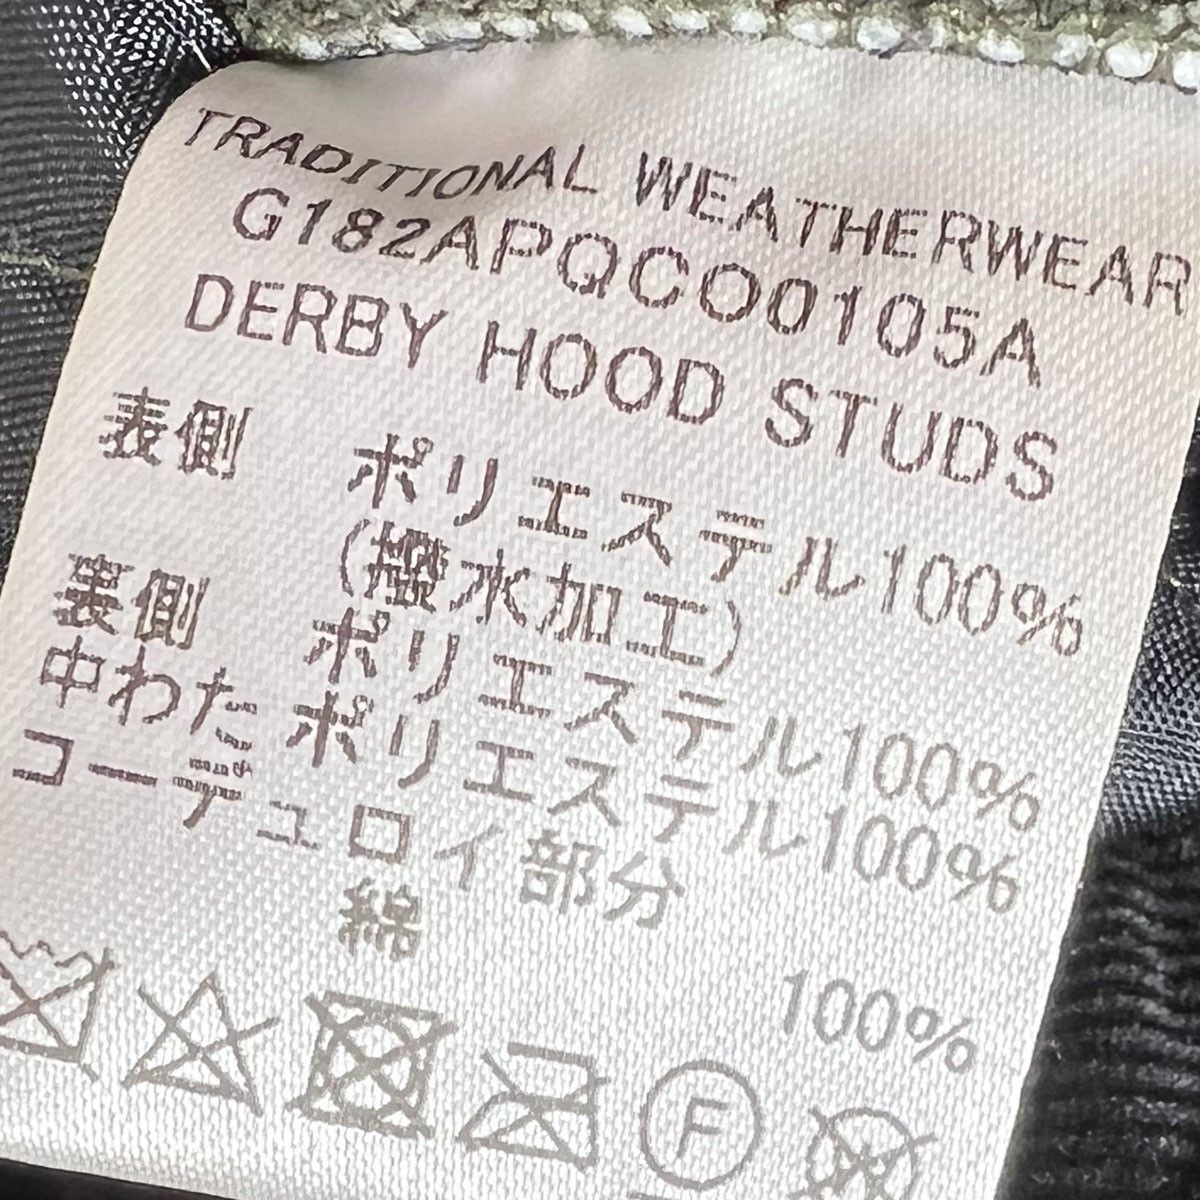 TRADITIONAL WEATHERWEAR
G182APQCO0105A
DERBY HOOD STUDS
表側 ポリエステル100%
(撥水加工)
裏側 ポリエステル100%
中わた ポリエステル100%
コーデュロイ部分
綿 100%
F